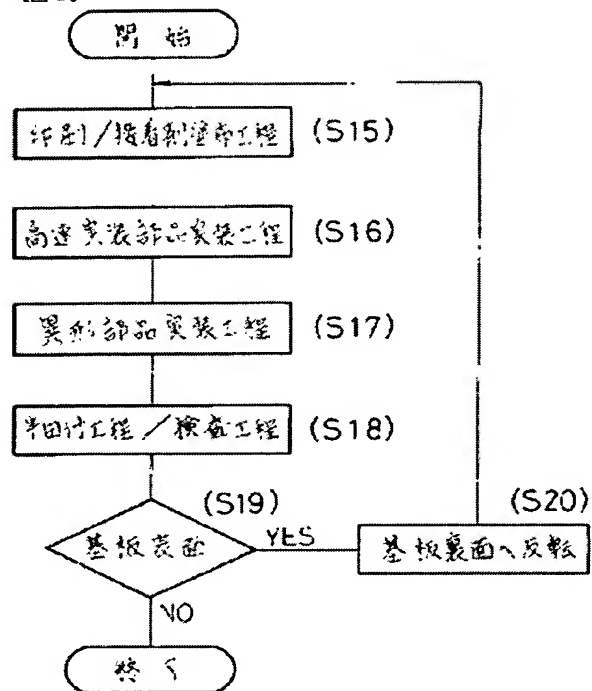 開始
印刷／接着剤塗布工程 (S15)
高速実装部品実装工程 (S16)
異形部品実装工程 (S17)
半田付工程／検査工程 (S18)
(S19)
(S20)
基板裏面
YES
基板裏面へ反転
NO
終了